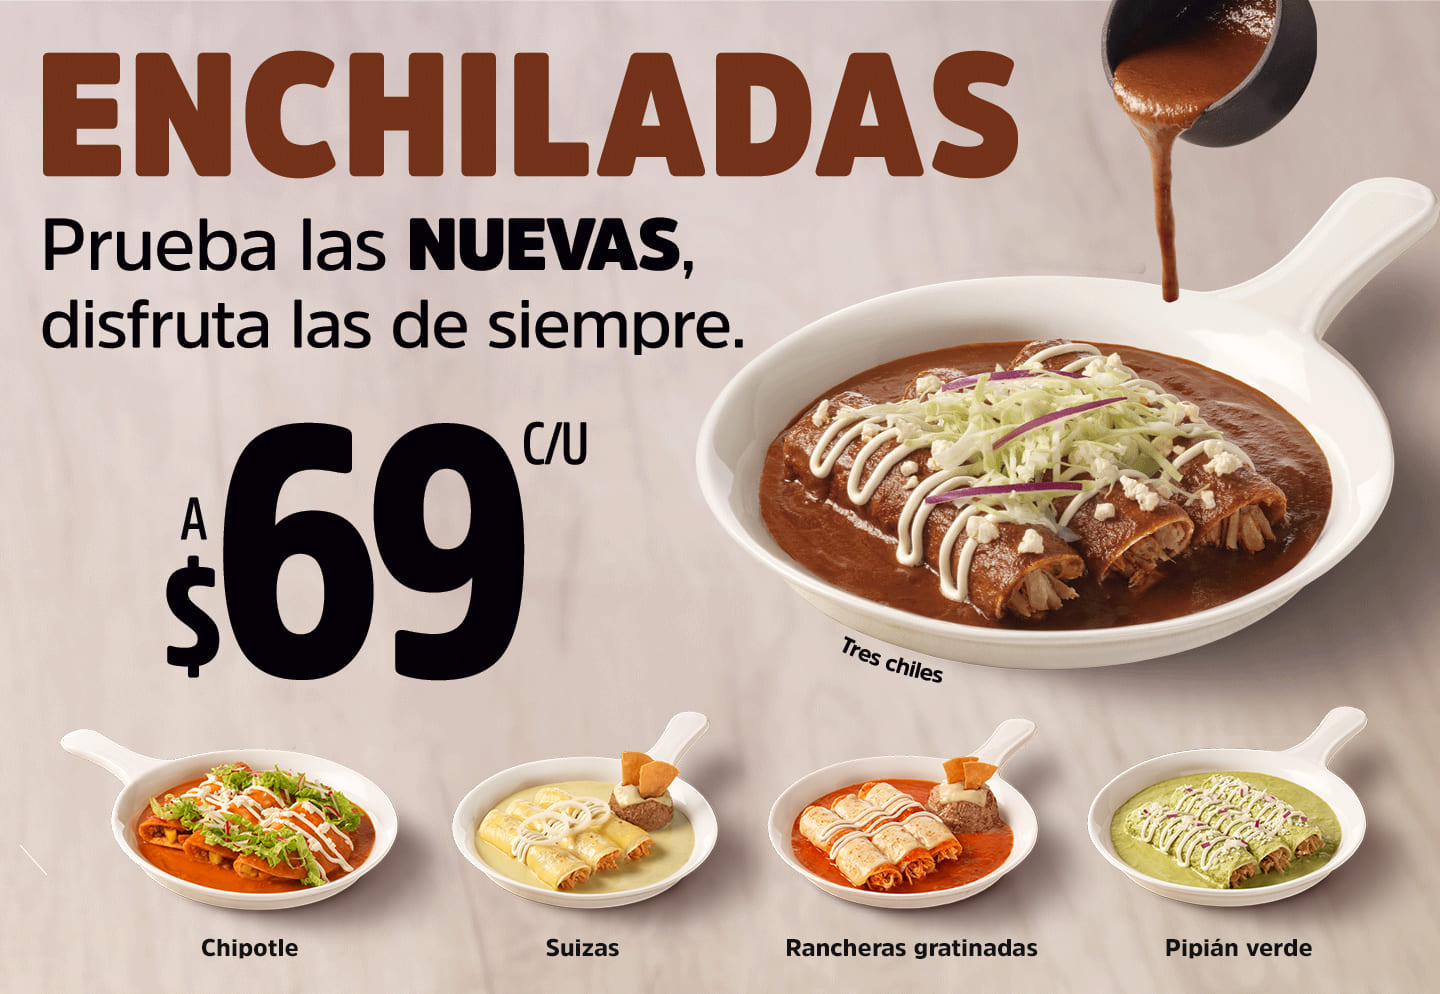 ENCHILADAS
Prueba las NUEVAS,
disfruta las de siempre.
A $69 C/U
Tres chiles
Chipotle
Suizas
Rancheras gratinadas
Pipián verde